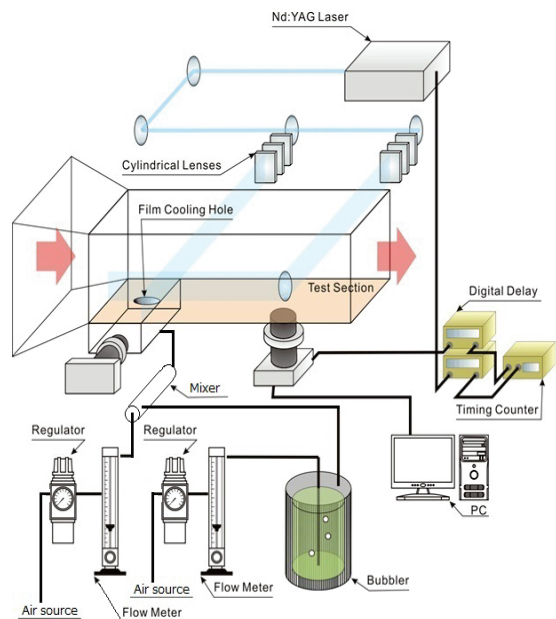 Nd:YAG Laser
Cylindrical Lenses
Film Cooling Hole
Test Section
Digital Delay
Mixer
Timing Counter
Regulator
Regulator
PC
Bubbler
Air source
Flow Meter
Air source
Flow Meter